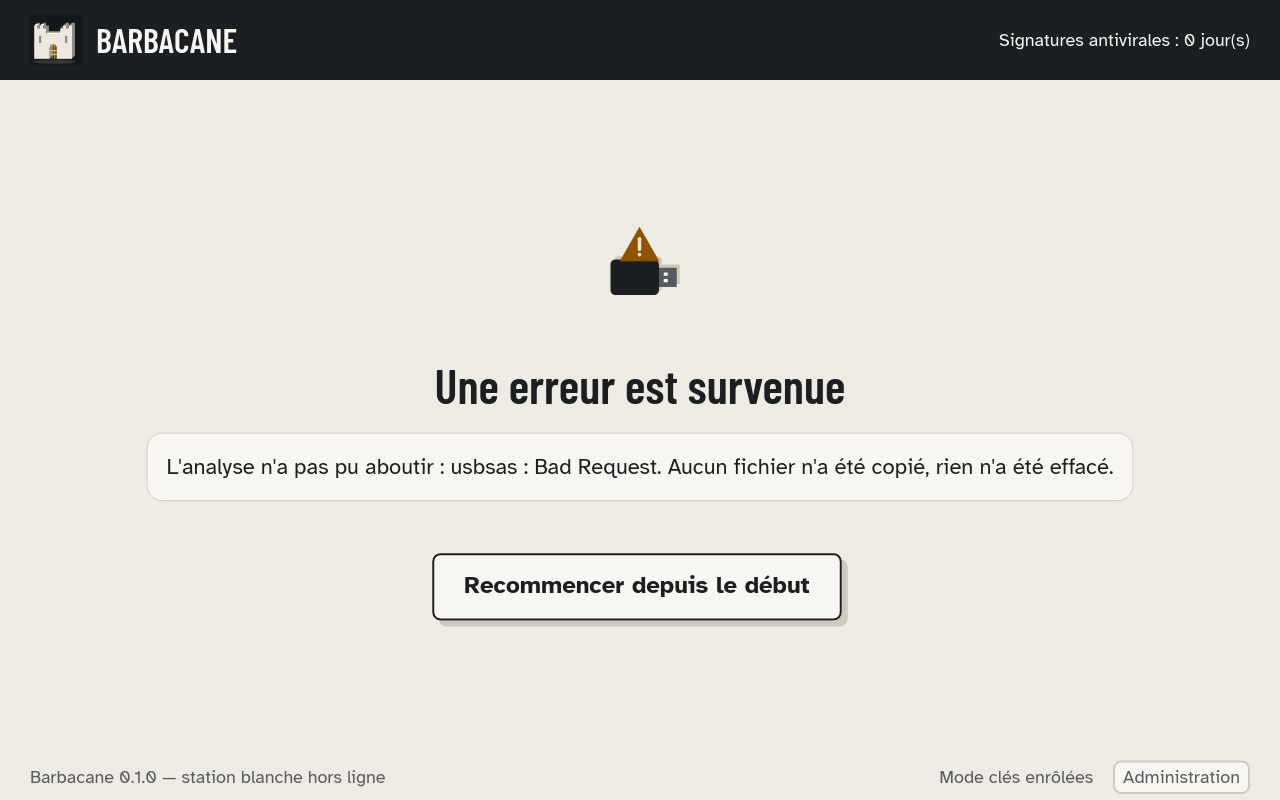 BARBACANE
Signatures antivirales : 0 jour(s)
Une erreur est survenue
L'analyse n'a pas pu aboutir : usbsas : Bad Request. Aucun fichier n'a été copié, rien n'a été effacé.
Recommencer depuis le début
Barbacane 0.1.0 — station blanche hors ligne
Mode clés enrôlées
Administration